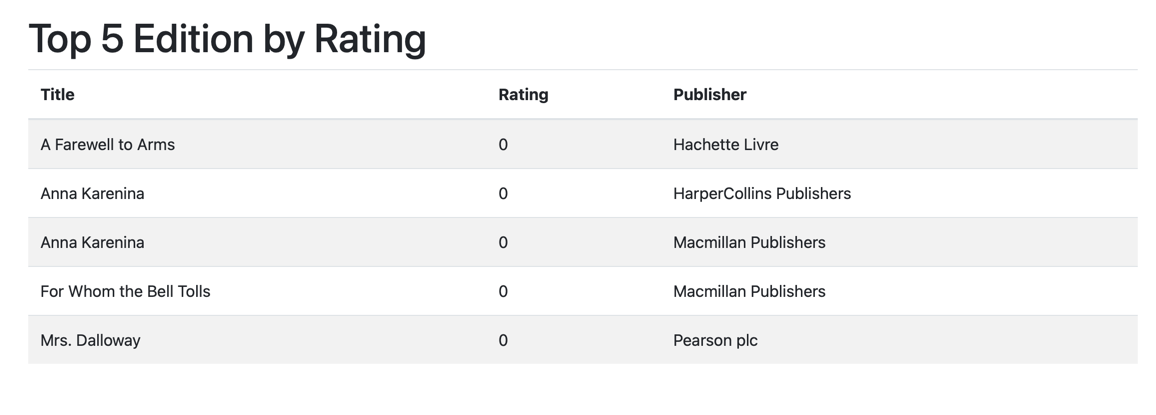 Top 5 Edition by Rating
Title Rating Publisher
A Farewell to Arms 0 Hachette Livre
Anna Karenina 0 HarperCollins Publishers
Anna Karenina 0 Macmillan Publishers
For Whom the Bell Tolls 0 Macmillan Publishers
Mrs. Dalloway 0 Pearson plc